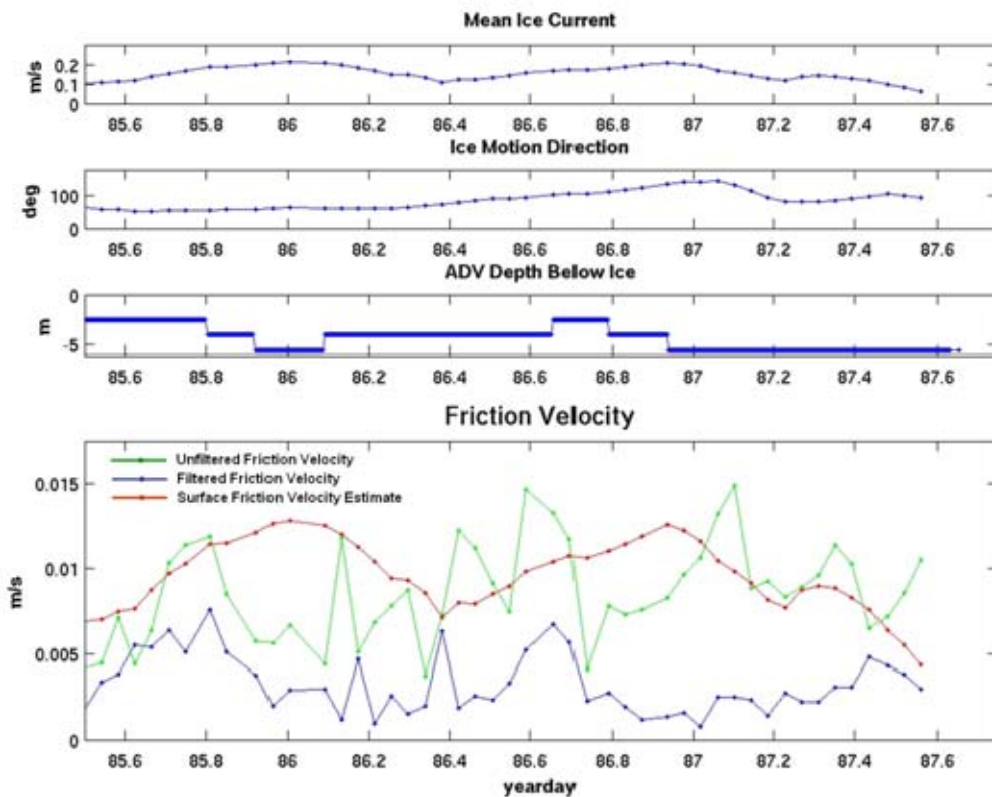 Mean Ice Current
m/s
0.2
0.1
0
85.6 85.8 86 86.2 86.4 86.6 86.8 87 87.2 87.4 87.6
Ice Motion Direction
deg
100
0
85.6 85.8 86 86.2 86.4 86.6 86.8 87 87.2 87.4 87.6
ADV Depth Below Ice
m
0
-5
85.6 85.8 86 86.2 86.4 86.6 86.8 87 87.2 87.4 87.6
Friction Velocity
Unfiltered Friction Velocity
Filtered Friction Velocity
Surface Friction Velocity Estimate
m/s
0.015
0.01
0.005
0
85.6 85.8 86 86.2 86.4 86.6 86.8 87 87.2 87.4 87.6
yearday